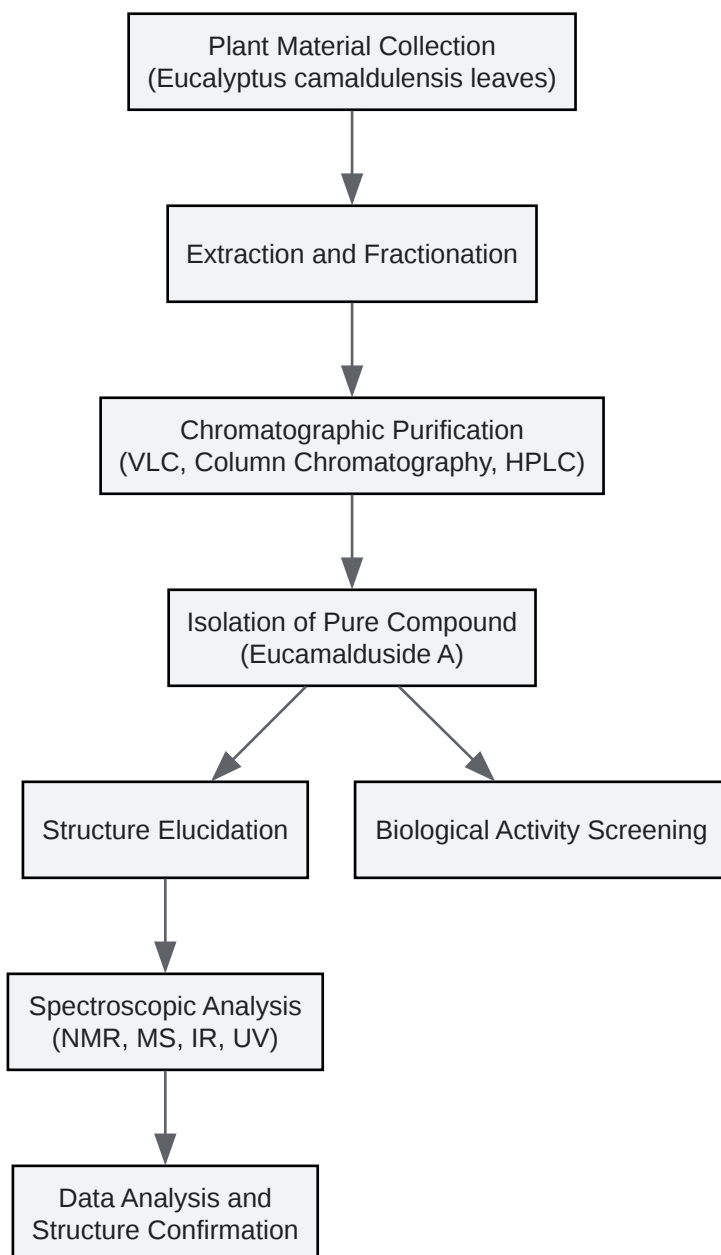 Plant Material Collection
(Eucalyptus camaldulensis leaves)
Extraction and Fractionation
Chromatographic Purification
(VLC, Column Chromatography, HPLC)
Isolation of Pure Compound
(Eucamalduside A)
Structure Elucidation
Biological Activity Screening
Spectroscopic Analysis
(NMR, MS, IR, UV)
Data Analysis and
Structure Confirmation